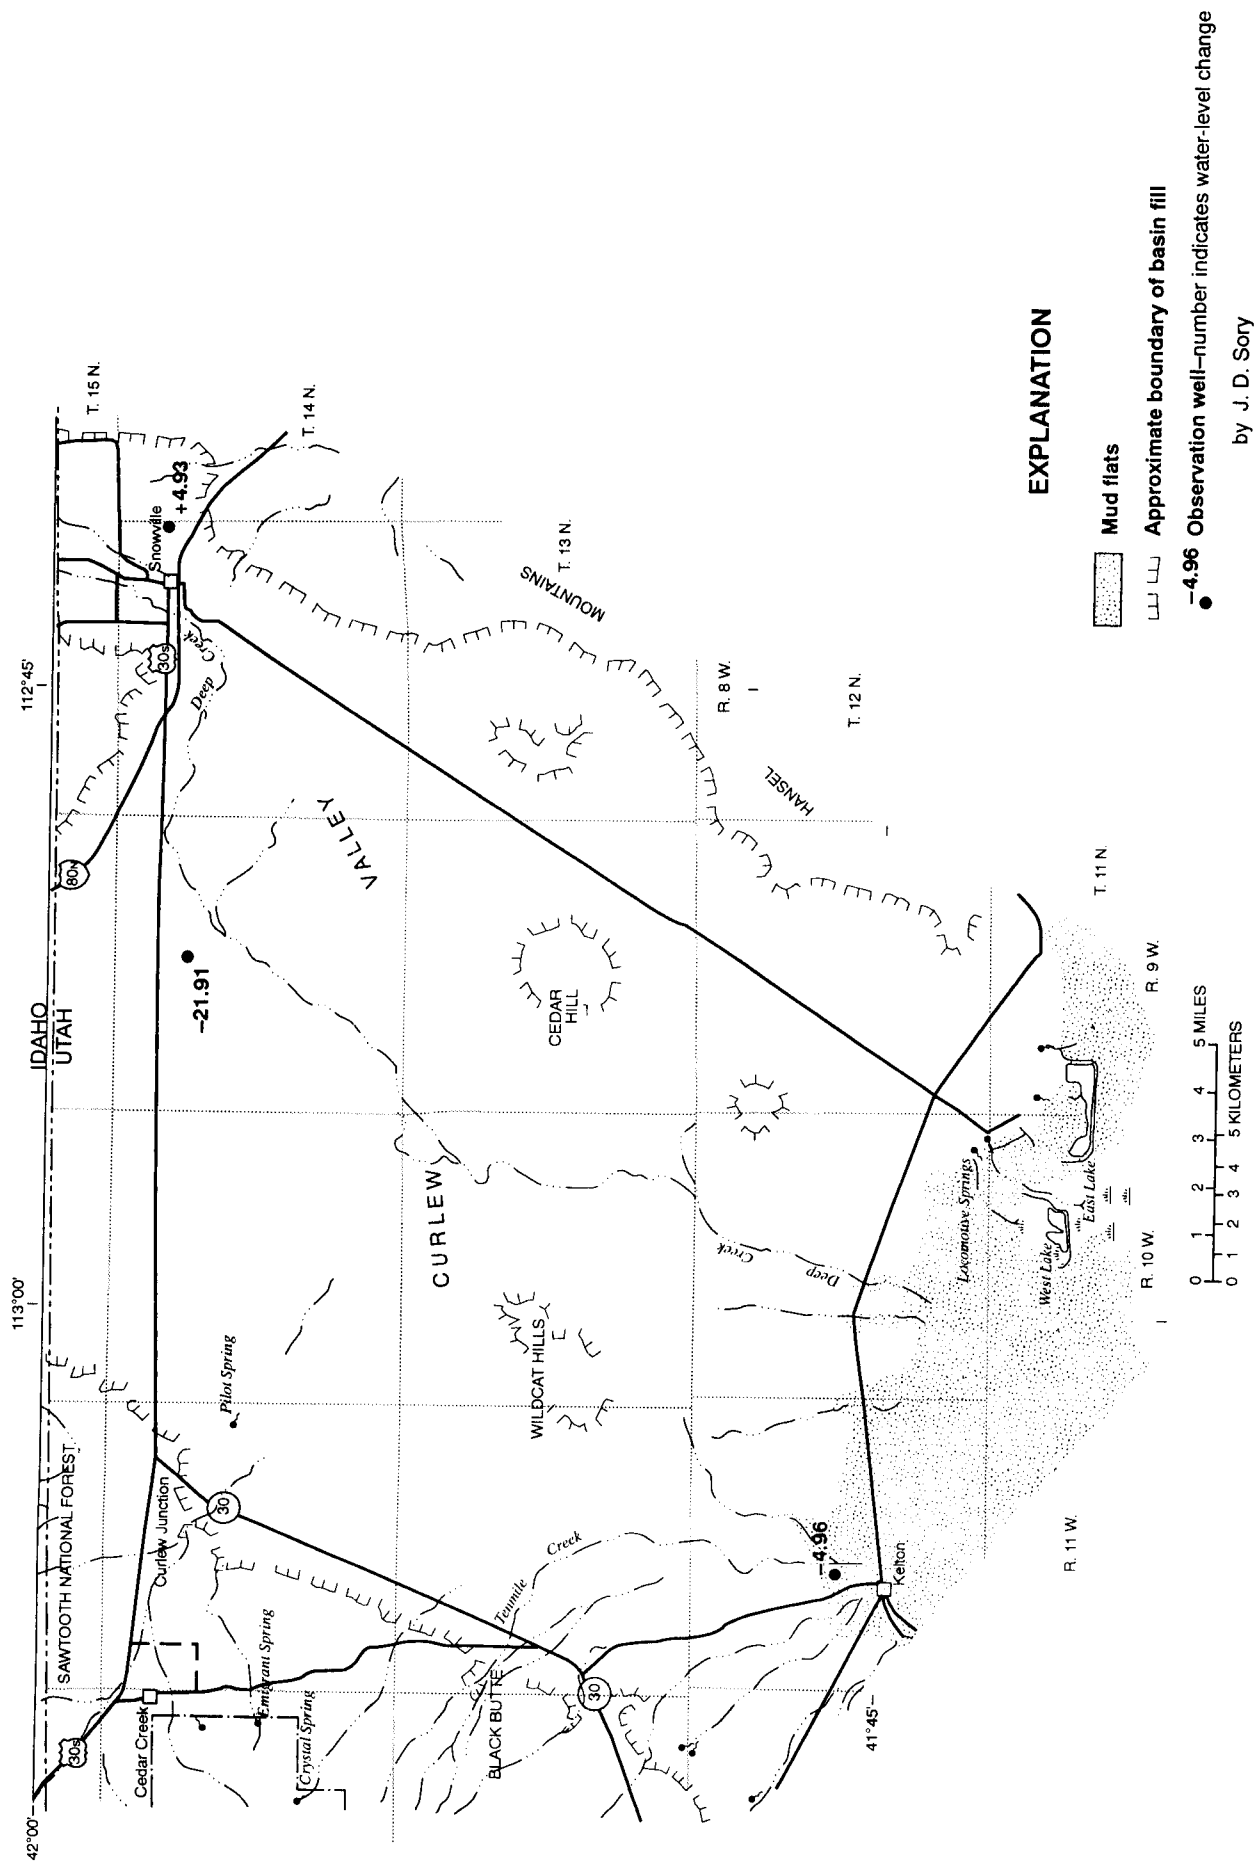 42°00'
113°00'
112°45'
IDAHO
UTAH
SAWTOOTH NATIONAL FOREST
30S
80N
30S
T. 15 N.
Cedar Creek
Curlew Junction
Snowville
+4.93
30
Pilot Spring
-21.91
Deep
Creek
Emigrant Spring
Crystal Spring
T. 14 N.
CURLEW
VALLEY
BLACK BUTTE
Tenmile
Creek
WILDCAT HILLS
CEDAR
HILL
MOUNTAINS
T. 13 N.
30
R. 8 W.
Deep
Creek
HANSEL
T. 12 N.
-4.96
Kelton
41°45'
Locomotive Springs
West Lake
East Lake
T. 11 N.
R. 11 W.
R. 10 W.
R. 9 W.
0 1 2 3 4 5 MILES
0 1 2 3 4 5 KILOMETERS
EXPLANATION
Mud flats
Approximate boundary of basin fill
-4.96 Observation well–number indicates water-level change
by J. D. Sory